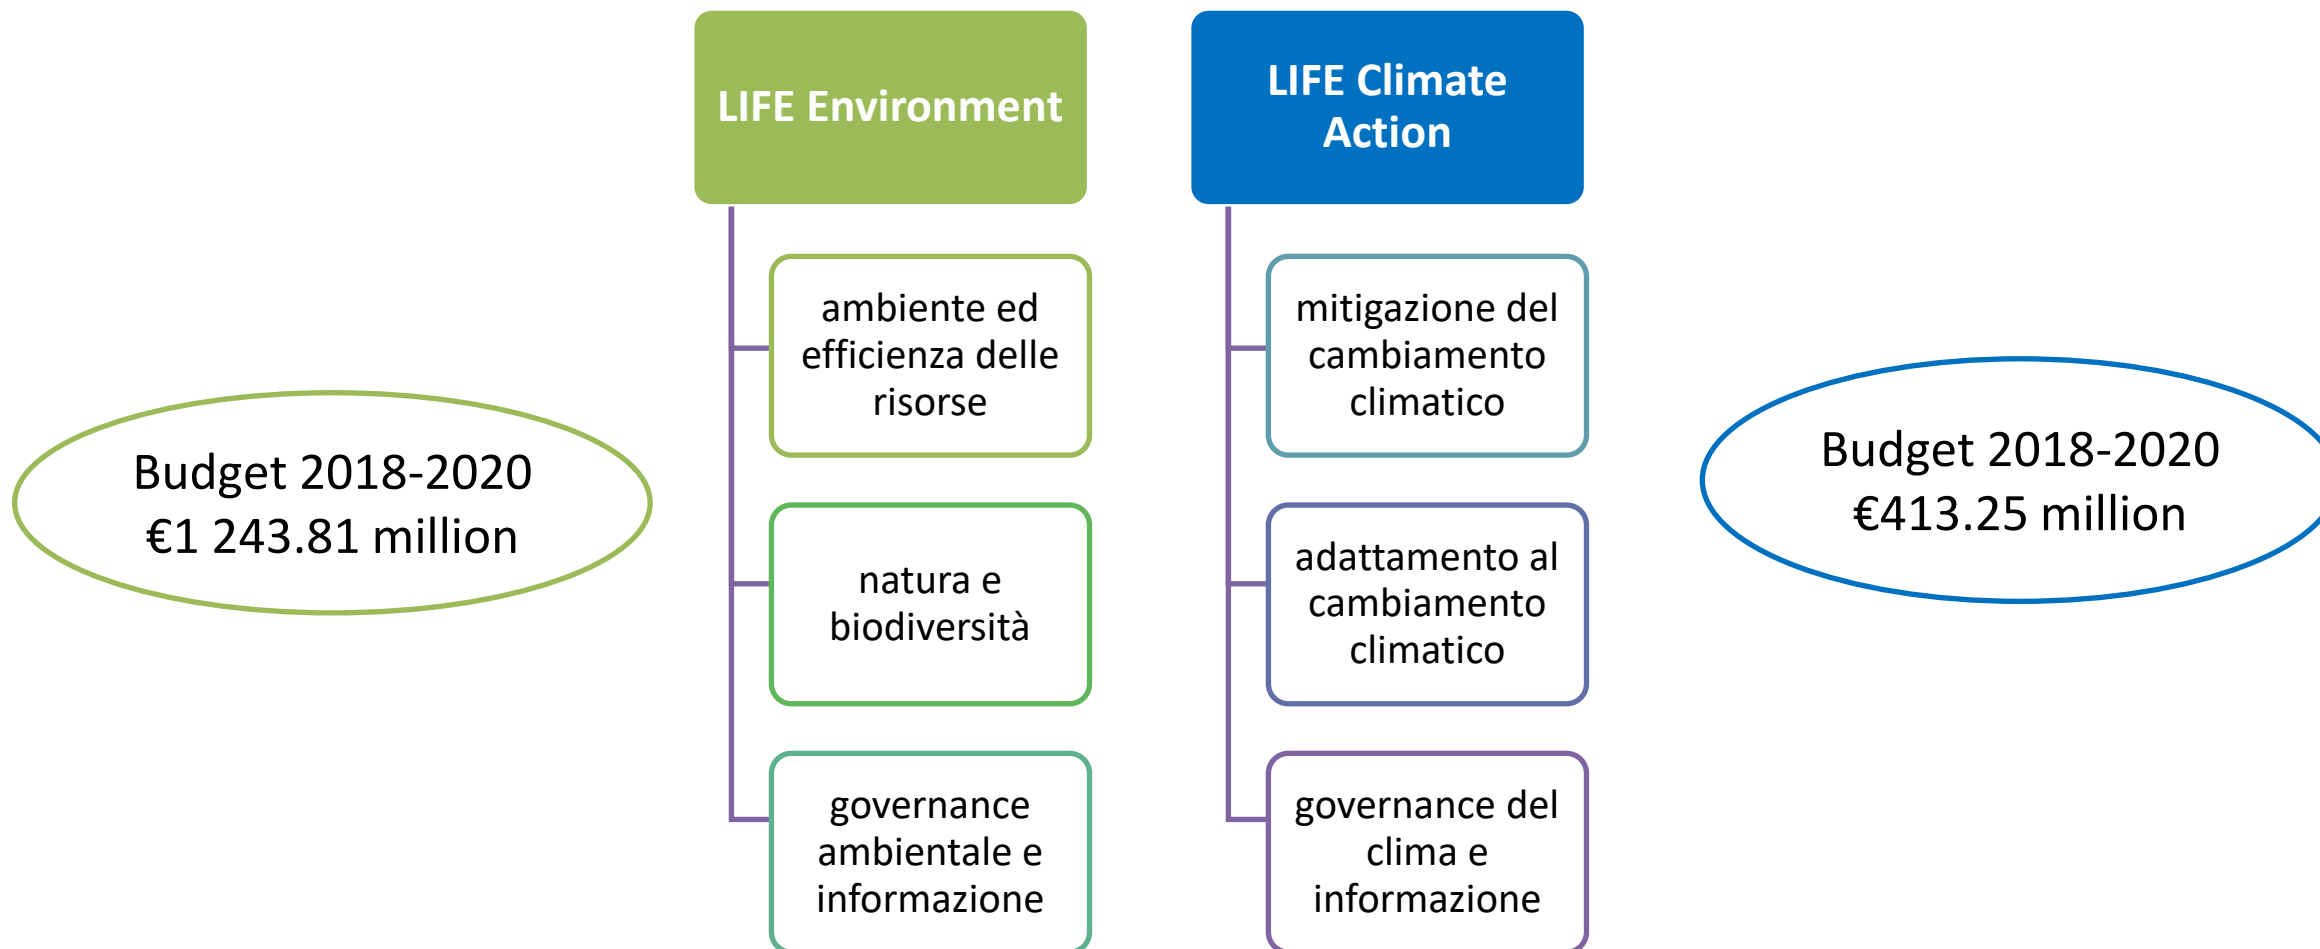 LIFE Environment
ambiente ed
efficienza delle
risorse
natura e
biodiversità
governance
ambientale e
informazione
LIFE Climate
Action
mitigazione del
cambiamento
climatico
adattamento al
cambiamento
climatico
governance del
clima e
informazione
Budget 2018-2020
€1 243.81 million
Budget 2018-2020
€413.25 million